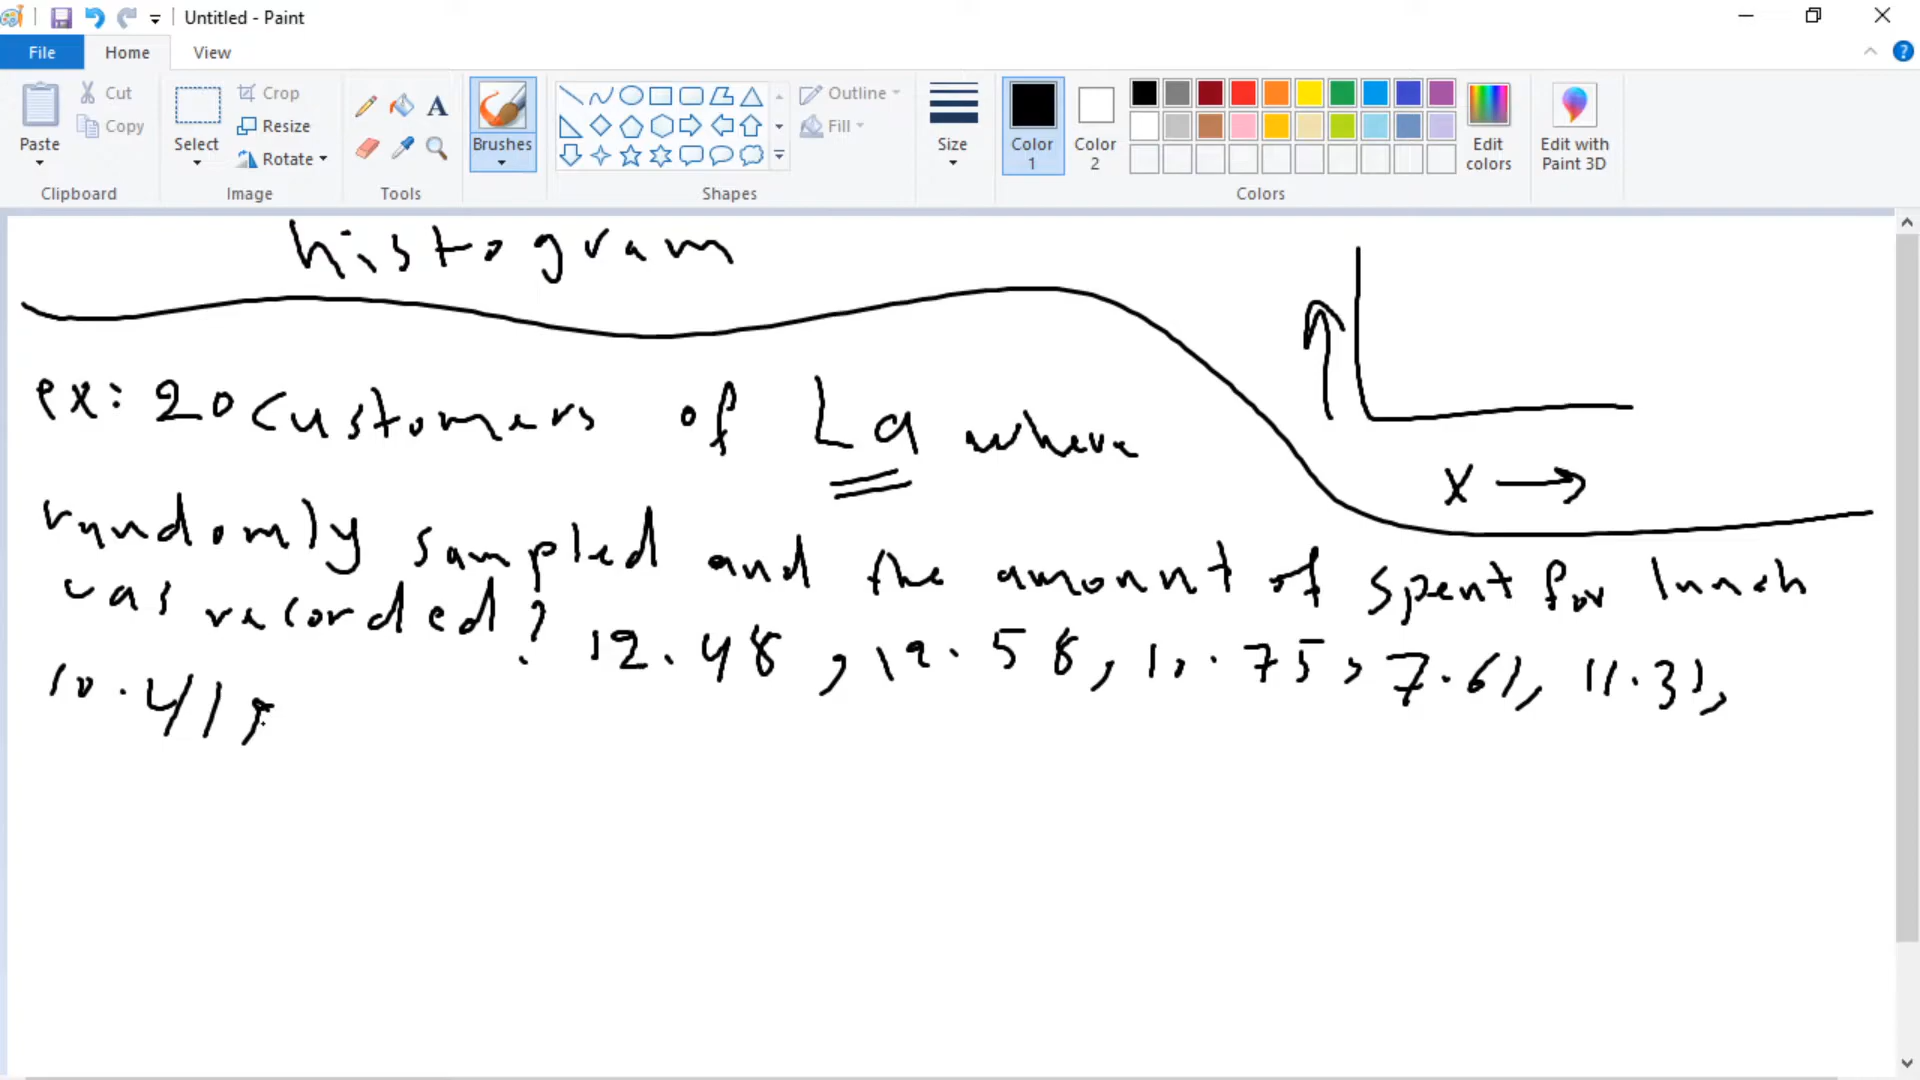 Untitled - Paint
File Home View
Paste Cut Copy Clipboard
Select Crop Resize Rotate Image
Tools
Brushes
Outline Fill Shapes
Size
Color 1 Color 2 Edit colors Colors
Edit with Paint 3D
histogram
x
ex: 20 customers of La where
randomly sampled and the amount of spent for lunch
was recorded? 12.48, 12.58, 10.75, 7.61, 11.31,
10.41,